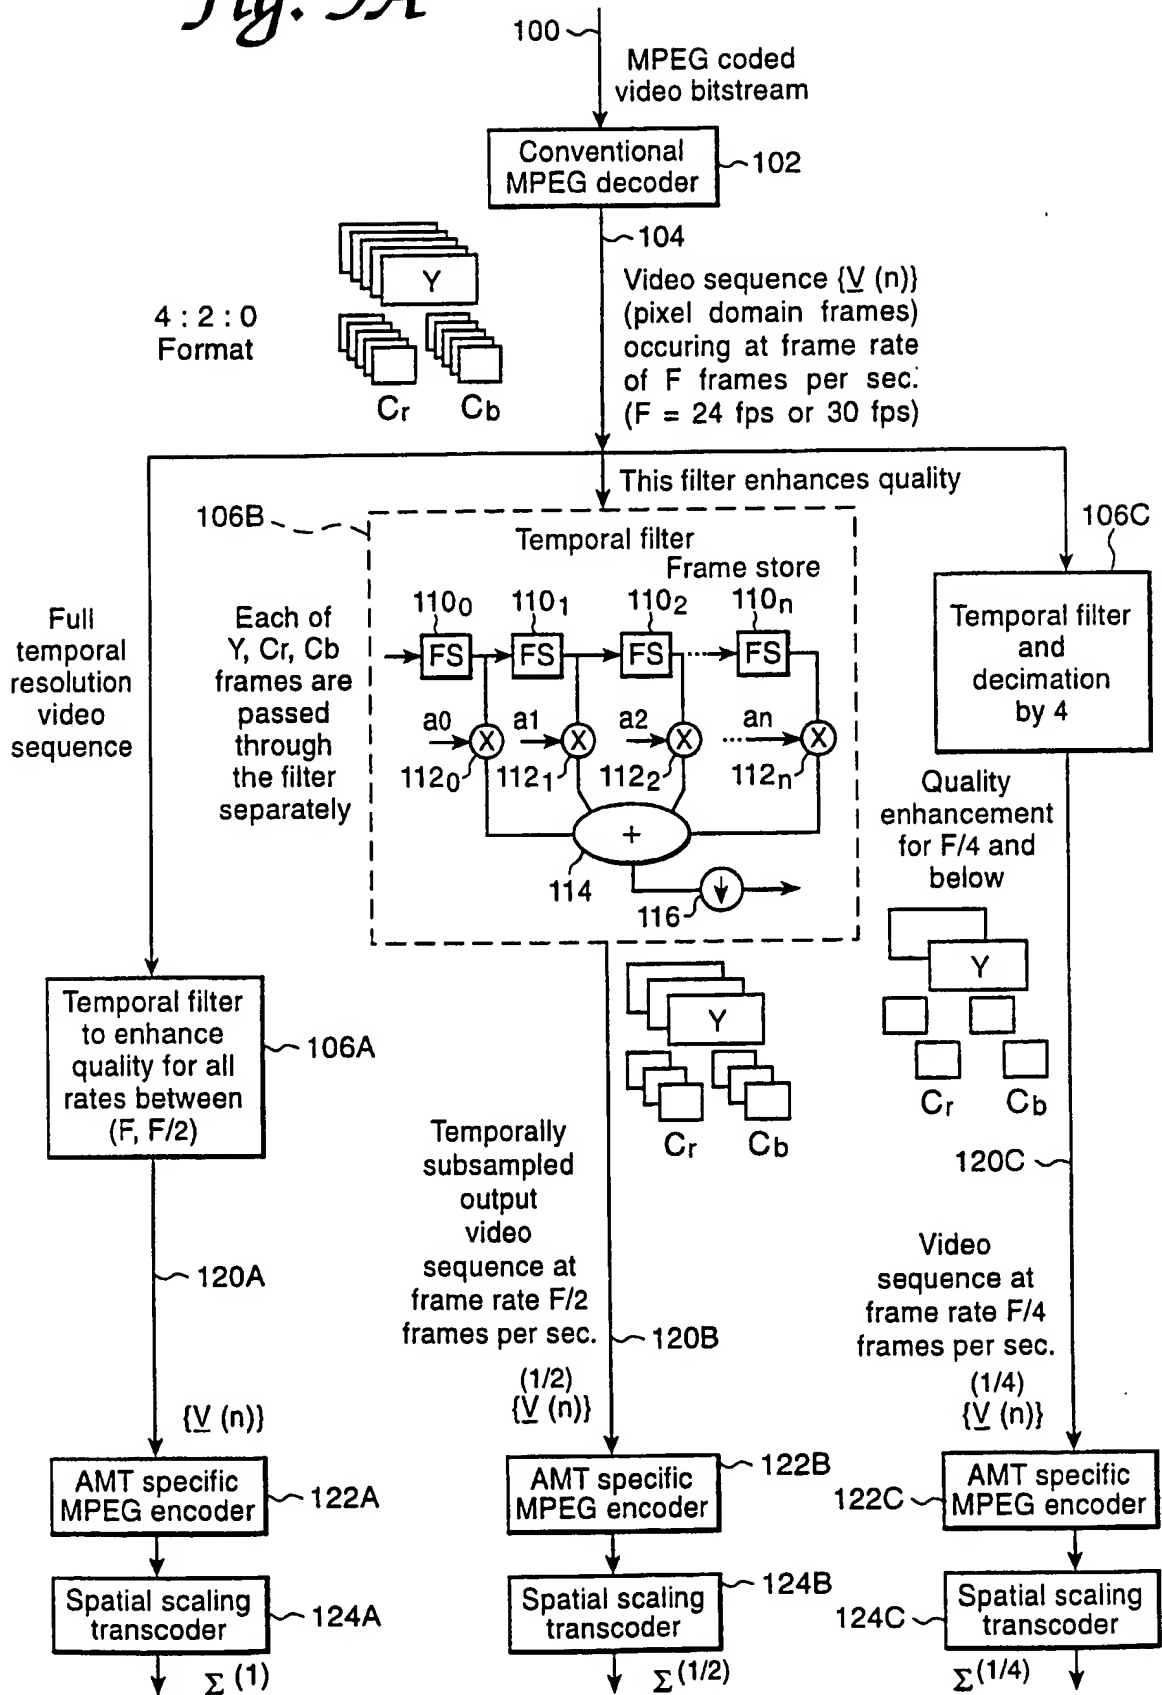 Fig. 3A
100
MPEG coded
video bitstream
Conventional
MPEG decoder
102
104
Y
4 : 2 : 0
Format
Cr Cb
Video sequence {V (n)}
(pixel domain frames)
occuring at frame rate
of F frames per sec.
(F = 24 fps or 30 fps)
This filter enhances quality
106B
106C
Temporal filter
Frame store
110₀ 110₁ 110₂ 110n
FS FS FS FS
Full
temporal
resolution
video
sequence
Each of
Y, Cr, Cb
frames are
passed
through
the filter
separately
a0 a1 a2 an
X X X X
112₀ 112₁ 112₂ 112n
+
114
116
Temporal filter
and
decimation
by 4
Quality
enhancement
for F/4 and
below
Y
Cr Cb
Temporal filter
to enhance
quality for all
rates between
(F, F/2)
106A
Y
Cr Cb
Temporally
subsampled
output
video
sequence at
frame rate F/2
frames per sec.
120A
120B
120C
Video
sequence at
frame rate F/4
frames per sec.
{V (n)}
(1/2)
{V (n)}
(1/4)
{V (n)}
AMT specific
MPEG encoder
122A
AMT specific
MPEG encoder
122B
AMT specific
MPEG encoder
122C
Spatial scaling
transcoder
124A
Spatial scaling
transcoder
124B
Spatial scaling
transcoder
124C
Σ (1)
Σ (1/2)
Σ (1/4)